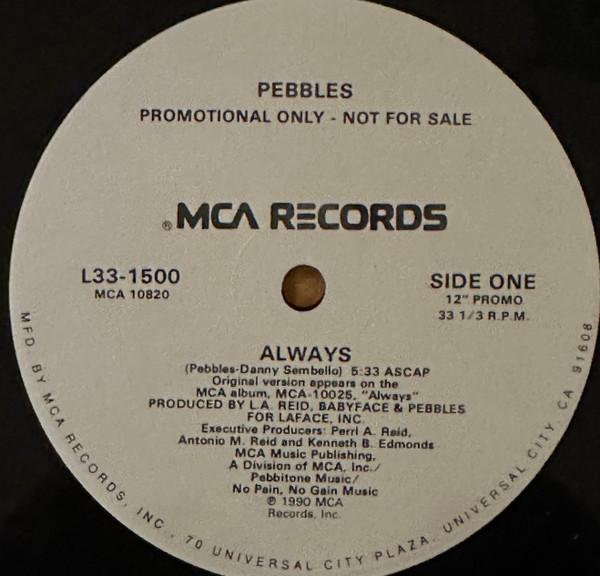 PEBBLES
PROMOTIONAL ONLY - NOT FOR SALE
® MCA RECORDS
L33-1500
MCA 10820
SIDE ONE
12" PROMO
33 1/3 R.P.M.
ALWAYS
(Pebbles-Danny Sembello) 5:33 ASCAP
Original version appears on the
MCA album, MCA-10025, "Always"
PRODUCED BY L.A. REID, BABYFACE & PEBBLES
FOR LAFACE, INC.
Executive Producers: Perri A. Reid,
Antonio M. Reid and Kenneth B. Edmonds
MCA Music Publishing,
A Division of MCA, Inc./
Pebbitone Music/
No Pain, No Gain Music
℗ 1990 MCA
Records, Inc.
MFD. BY MCA RECORDS, INC., 70 UNIVERSAL CITY PLAZA, UNIVERSAL CITY, CA. 91608